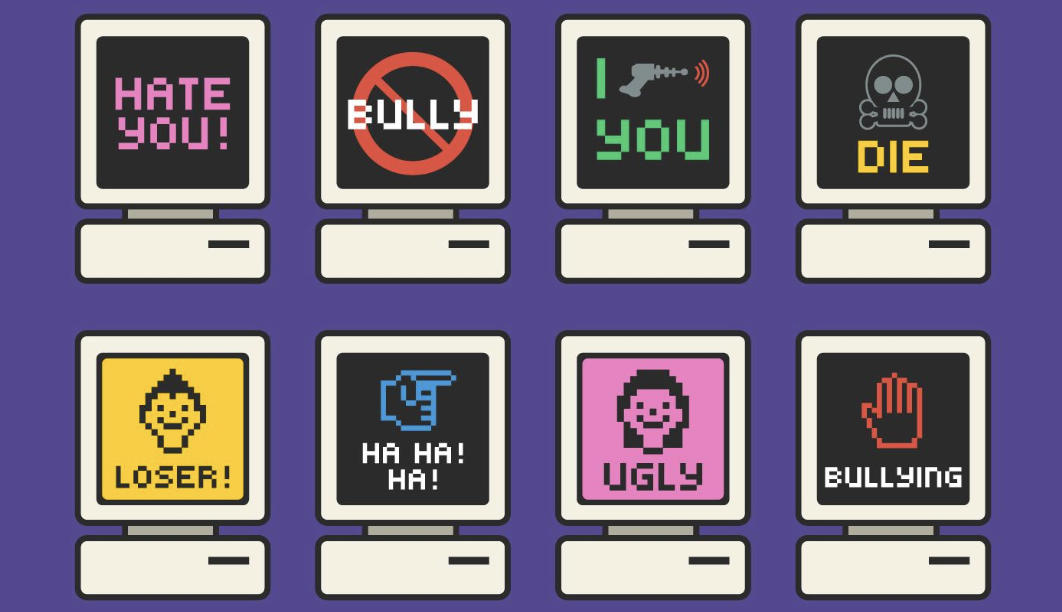 HATE
YOU!
BULLY
I
YOU
DIE
LOSER!
HA HA!
HA!
UGLY
BULLYING